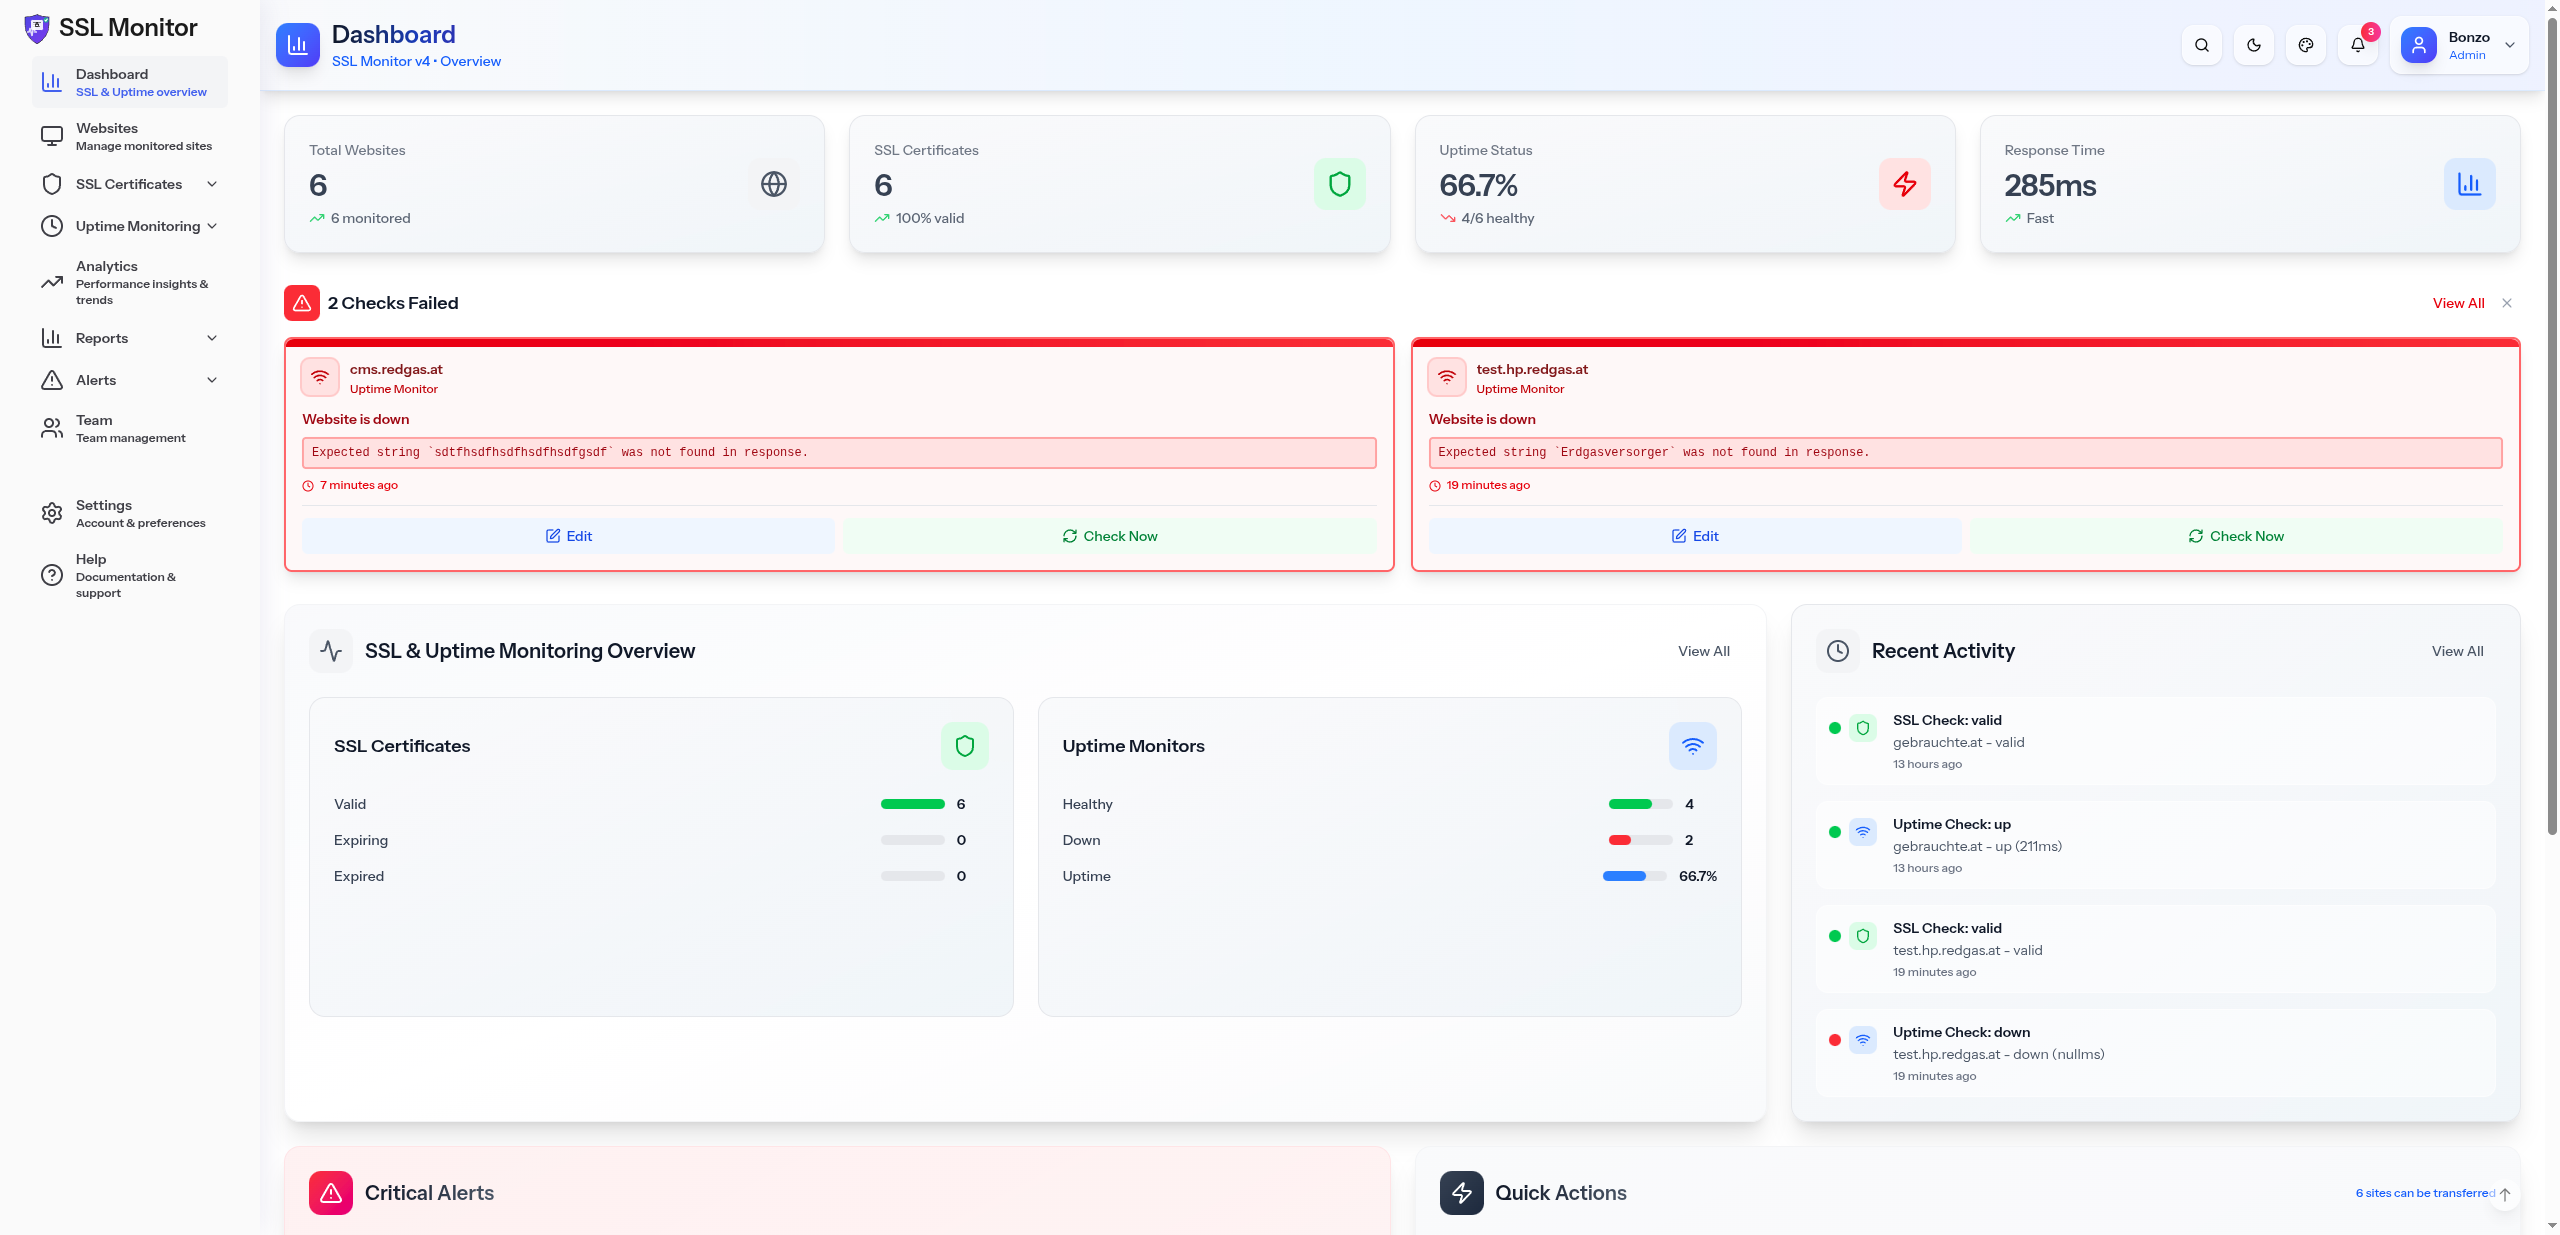 SSL Monitor
Dashboard
SSL & Uptime overview
Websites
Manage monitored sites
SSL Certificates
Uptime Monitoring
Analytics
Performance insights &
trends
Reports
Alerts
Team
Team management
Settings
Account & preferences
Help
Documentation &
support
Dashboard
SSL Monitor v4 • Overview
3
Bonzo
Admin
Total Websites
6
6 monitored
SSL Certificates
6
100% valid
Uptime Status
66.7%
4/6 healthy
Response Time
285ms
Fast
2 Checks Failed
View All
cms.redgas.at
Uptime Monitor
Website is down
Expected string `sdtfhsdfhsdfhsdfhsdfgsdf` was not found in response.
7 minutes ago
Edit
Check Now
test.hp.redgas.at
Uptime Monitor
Website is down
Expected string `Erdgasversorger` was not found in response.
19 minutes ago
Edit
Check Now
SSL & Uptime Monitoring Overview
View All
SSL Certificates
Valid 6
Expiring 0
Expired 0
Uptime Monitors
Healthy 4
Down 2
Uptime 66.7%
Recent Activity
View All
SSL Check: valid
gebrauchte.at - valid
13 hours ago
Uptime Check: up
gebrauchte.at - up (211ms)
13 hours ago
SSL Check: valid
test.hp.redgas.at - valid
19 minutes ago
Uptime Check: down
test.hp.redgas.at - down (nullms)
19 minutes ago
Critical Alerts
Quick Actions
6 sites can be transferred